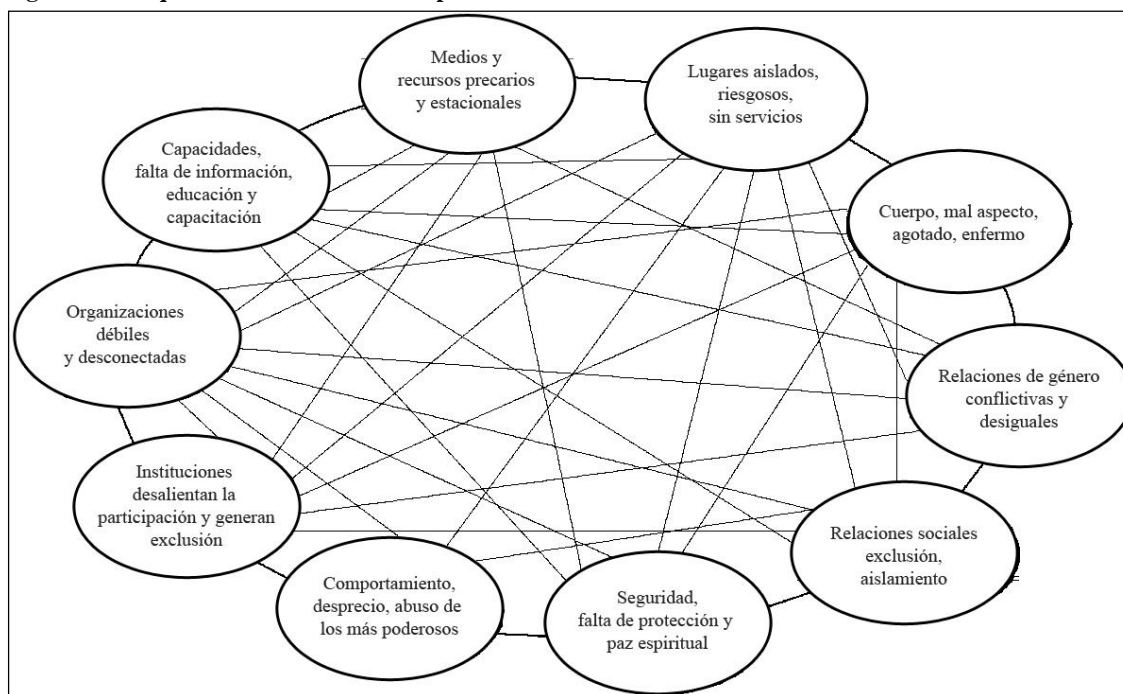 Medios y
recursos precarios
y estacionales
Lugares aislados,
riesgosos,
sin servicios
Cuerpo, mal aspecto,
agotado, enfermo
Relaciones de género
conflictivas y
desiguales
Relaciones sociales
exclusión,
aislamiento
Seguridad,
falta de protección y
paz espiritual
Comportamiento,
desprecio, abuso de
los más poderosos
Instituciones
desalientan la
participación y generan
exclusión
Organizaciones
débiles
y desconectadas
Capacidades,
falta de información,
educación y
capacitación